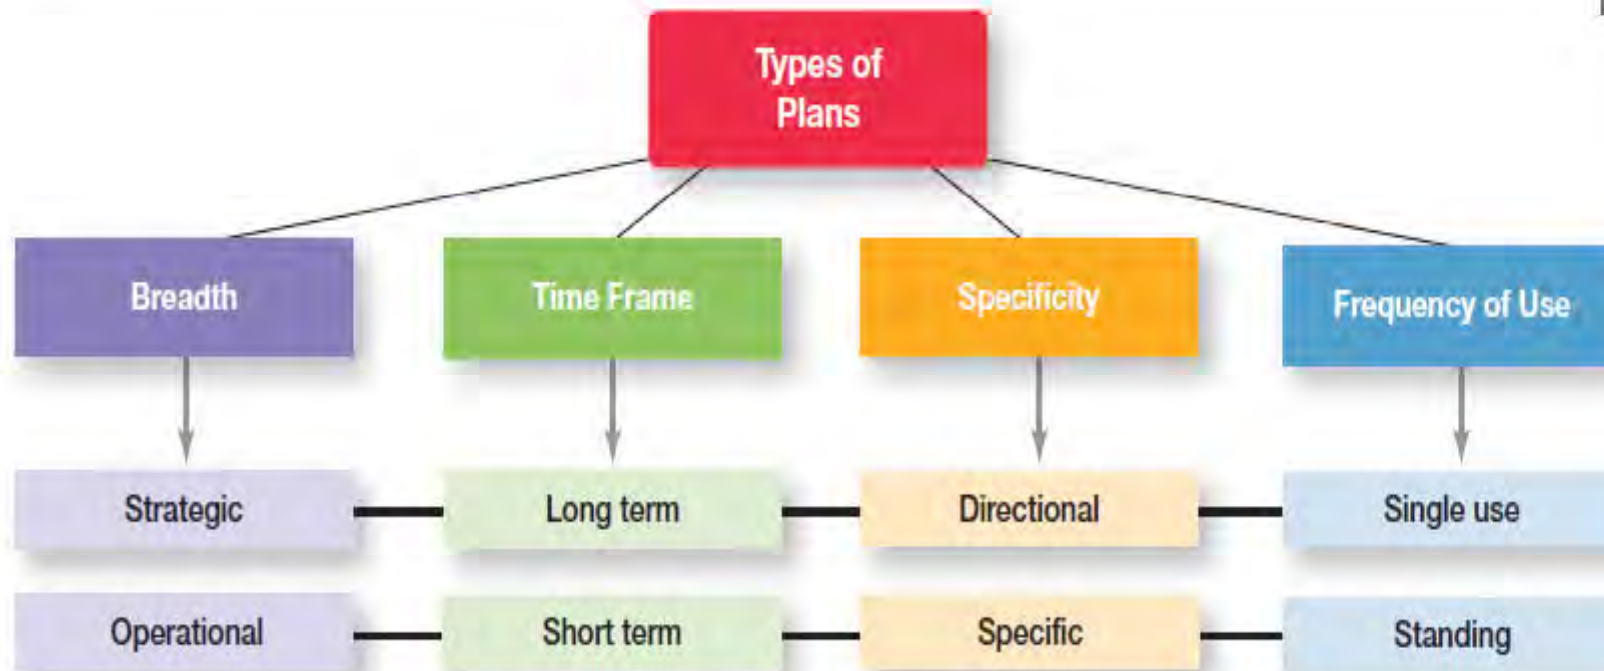 Types of
Plans
Breadth
Time Frame
Specificity
Frequency of Use
Strategic
Long term
Directional
Single use
Operational
Short term
Specific
Standing